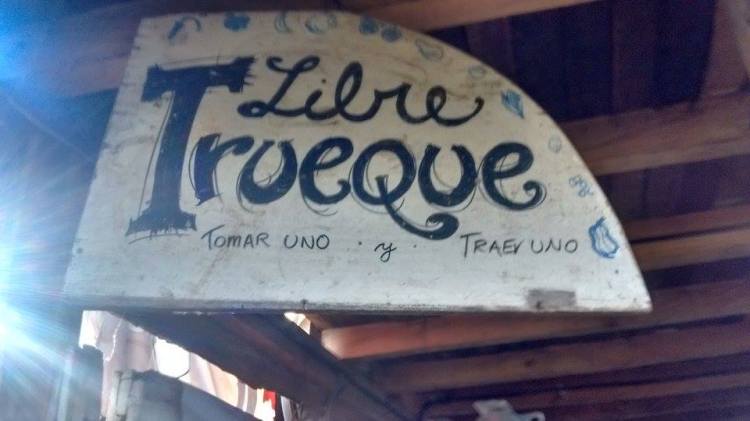 Libre
Trueque
TOMAR UNO · y · TRAER UNO